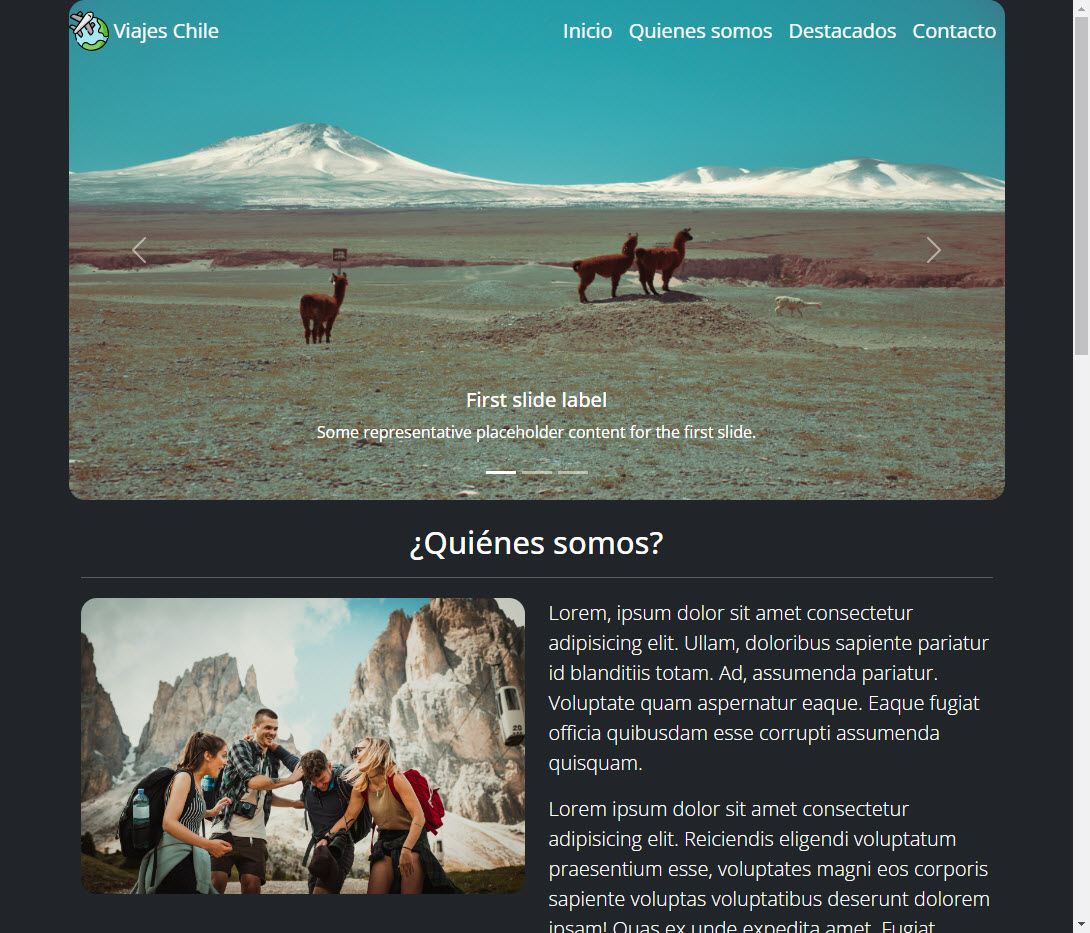 Viajes Chile
Inicio Quienes somos Destacados Contacto
First slide label
Some representative placeholder content for the first slide.
¿Quiénes somos?
Lorem, ipsum dolor sit amet consectetur
adipisicing elit. Ullam, doloribus sapiente pariatur
id blanditiis totam. Ad, assumenda pariatur.
Voluptate quam aspernatur eaque. Eaque fugiat
officia quibusdam esse corrupti assumenda
quisquam.
Lorem ipsum dolor sit amet consectetur
adipisicing elit. Reiciendis eligendi voluptatum
praesentium esse, voluptates magni eos corporis
sapiente voluptas voluptatibus deserunt dolorem
ipsam! Quas ex unde expedita amet. Fugiat